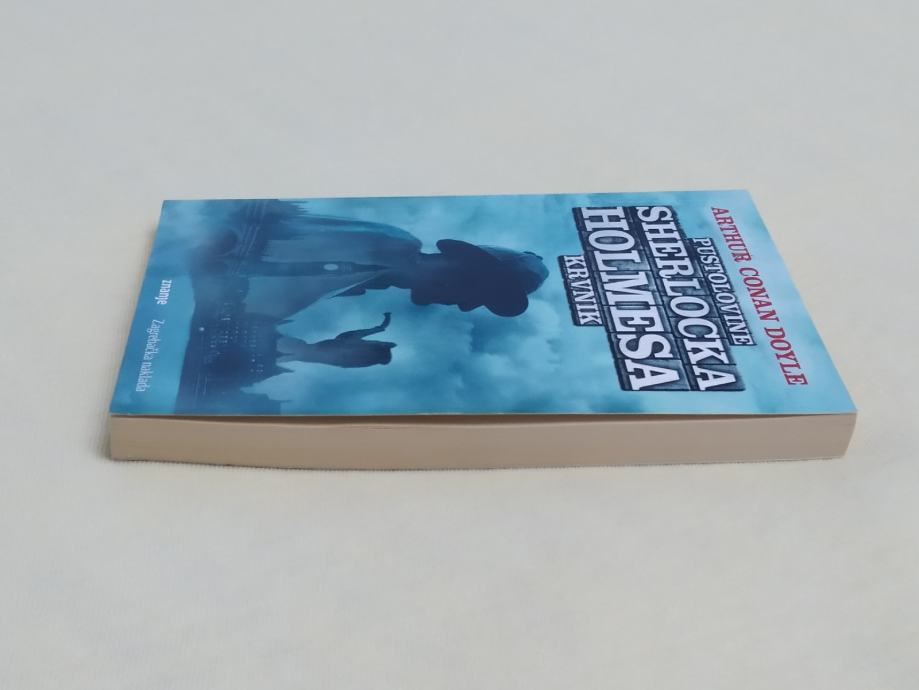 ARTHUR CONAN DOYLE
PUSTOLOVINE
SHERLOCKA
HOLMESA
KRVNIK
znanje Zagrebačka naklada